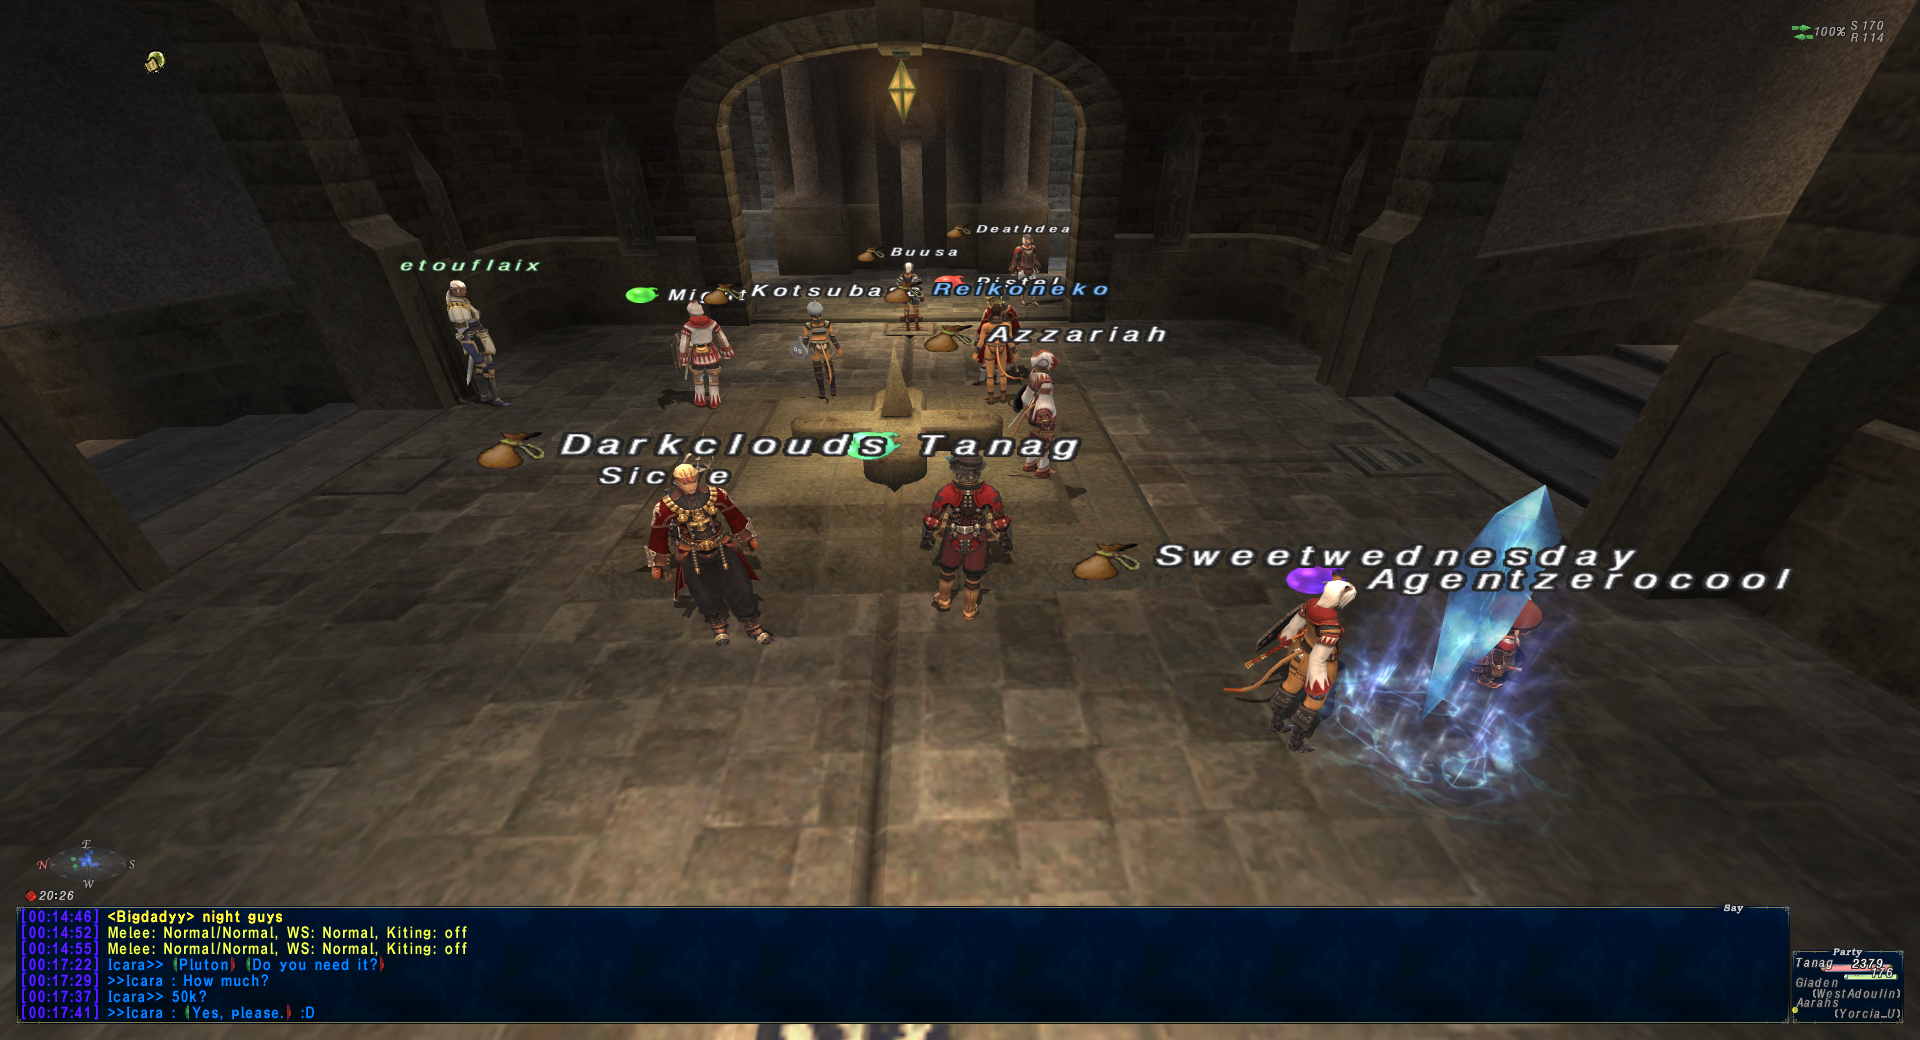 100% S 170
R 114
Deathdea
Buusa
etouflaix
Kotsuba
Reikoneko
Azzariah
Darkclouds Tanag
Sweetwednesday
Agentzerocool
E
N S
W
20:26
Say
[00:14:46] <Bigdadyy> night guys
[00:14:52] Melee: Normal/Normal, WS: Normal, Kiting: off
[00:14:55] Melee: Normal/Normal, WS: Normal, Kiting: off
[00:17:22] Icara>> (Pluton) (Do you need it?)
[00:17:29] >>Icara : How much?
[00:17:37] Icara>> 50k?
[00:17:41] >>Icara : (Yes, please.) :D
Party
Tanag 2379
176
Giaden
(WestAdoulin)
Aarahs
(Yorcia_U)